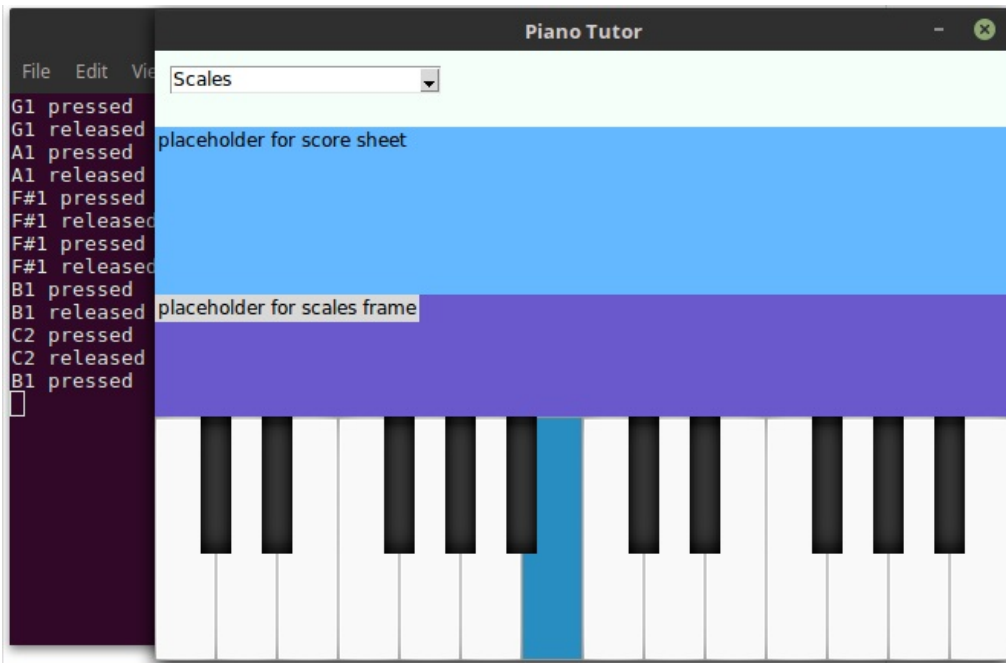 Piano Tutor
File Edit
Scales
G1 pressed
G1 released
A1 pressed
A1 released
F#1 pressed
F#1 released
F#1 pressed
F#1 released
B1 pressed
B1 released
C2 pressed
C2 released
B1 pressed
placeholder for score sheet
placeholder for scales frame